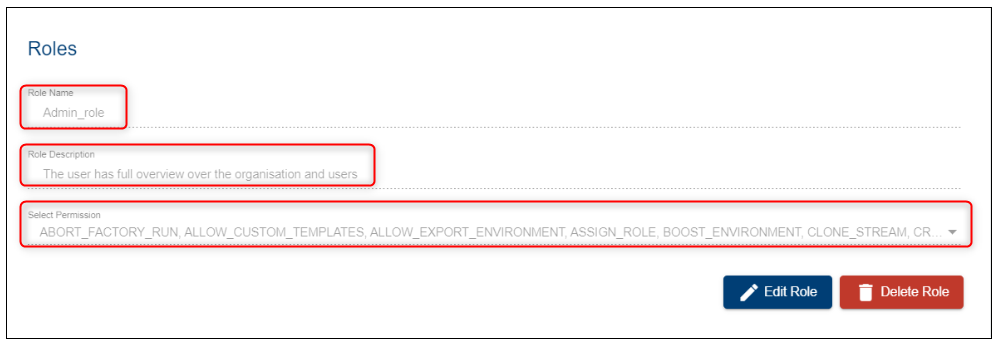 Roles
Role Name
Admin_role
Role Description
The user has full overview over the organisation and users
Select Permission
ABORT_FACTORY_RUN, ALLOW_CUSTOM_TEMPLATES, ALLOW_EXPORT_ENVIRONMENT, ASSIGN_ROLE, BOOST_ENVIRONMENT, CLONE_STREAM, CR...
Edit Role
Delete Role